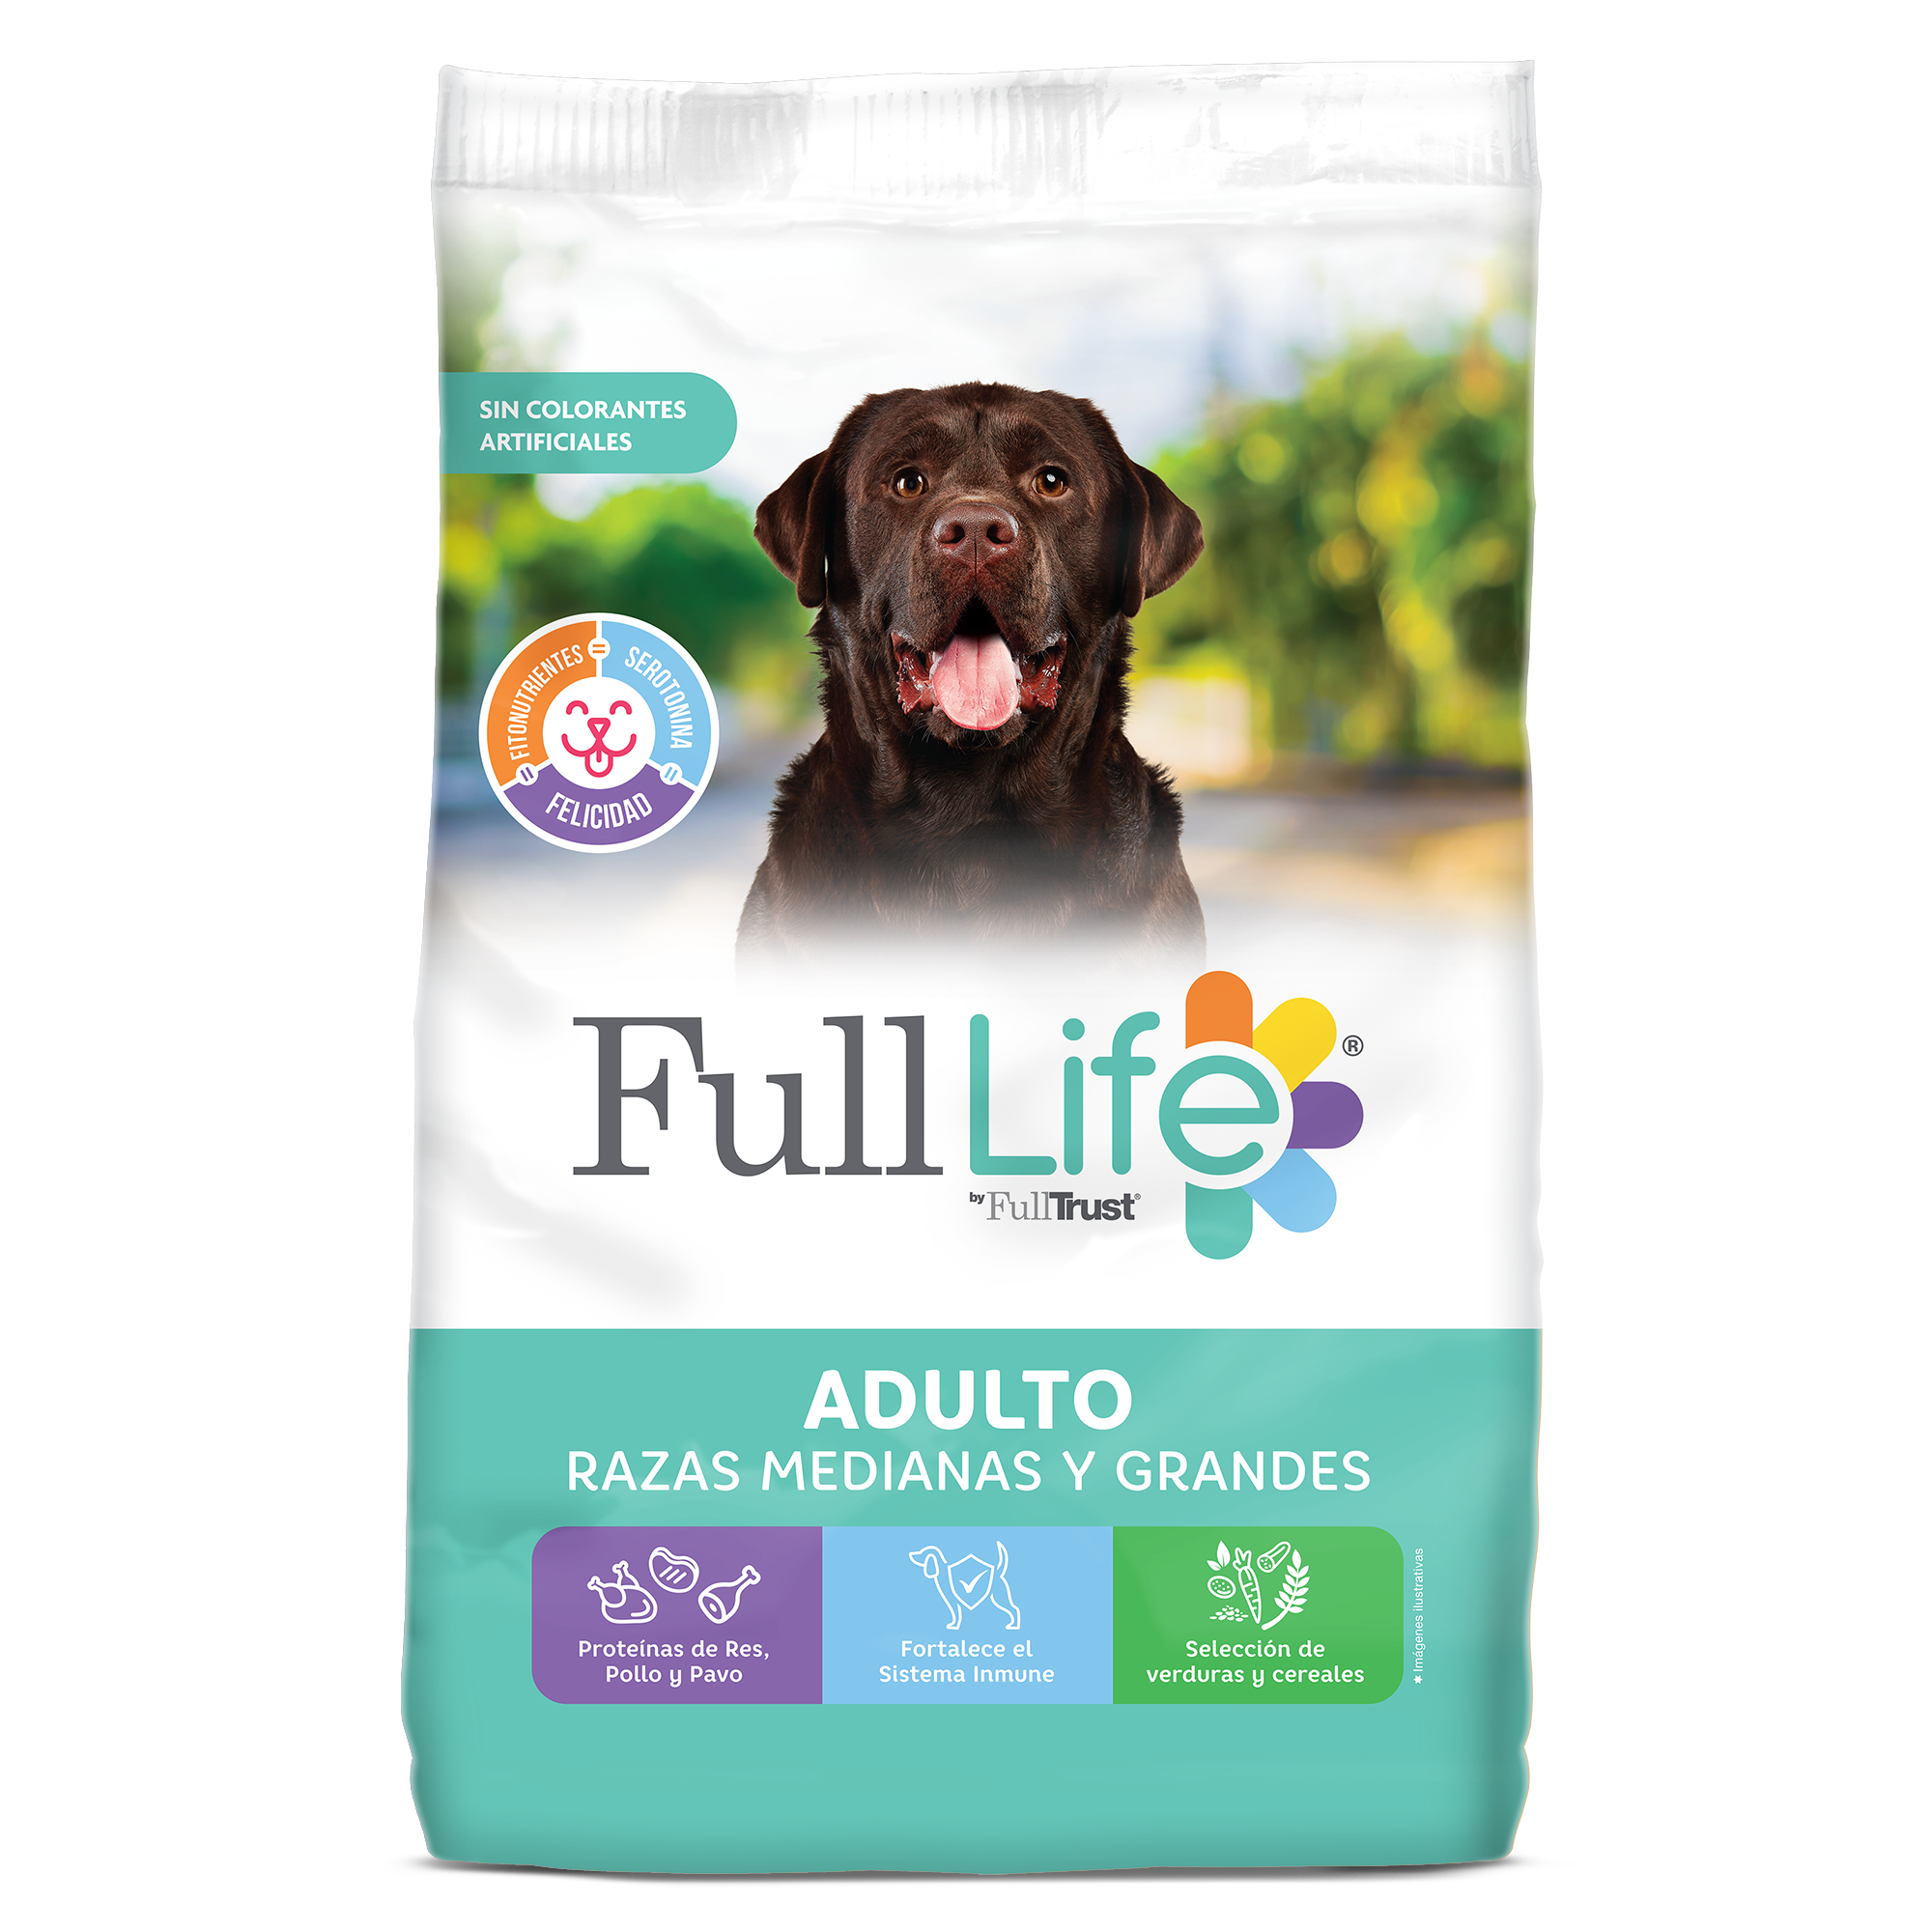 SIN COLORANTES
ARTIFICIALES
FITONUTRIENTES = SEROTONINA = FELICIDAD =
Full Life ®
by FullTrust®
ADULTO
RAZAS MEDIANAS Y GRANDES
Proteínas de Res,
Pollo y Pavo
Fortalece el
Sistema Inmune
Selección de
verduras y cereales
* Imágenes ilustrativas